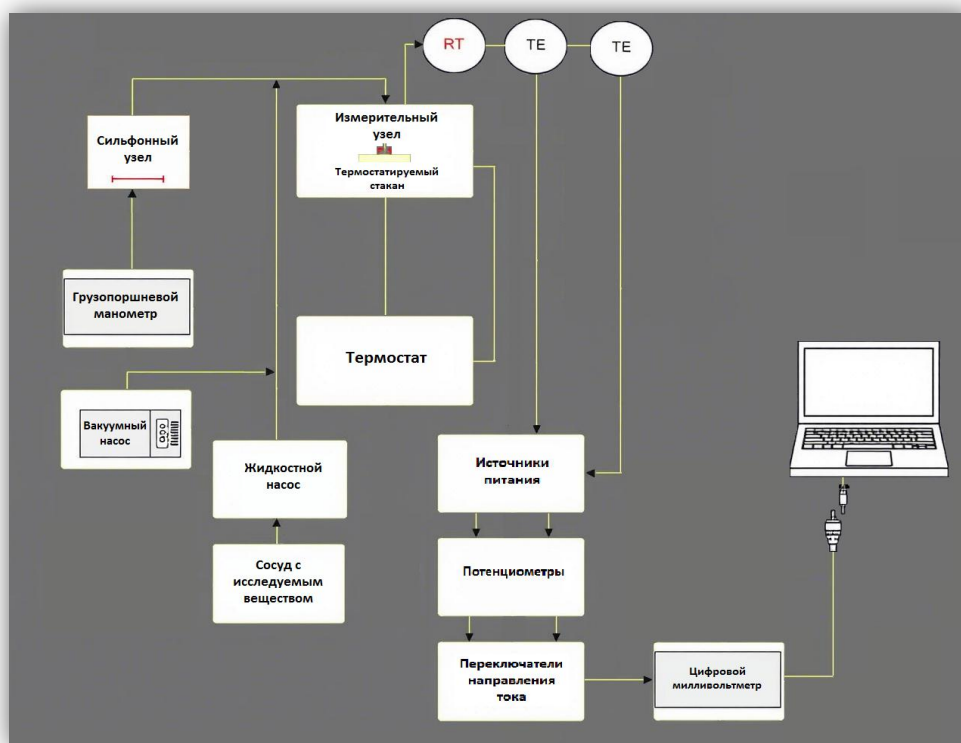 RT
TE
TE
Измерительный
узел
Термостатируемый
стакан
Сильфонный
узел
Грузопоршневой
манометр
Термостат
Вакуумный
насос
Жидкостной
насос
Источники
питания
Сосуд с
исследуемым
веществом
Потенциометры
Переключатели
направления
тока
Цифровой
милливольтметр